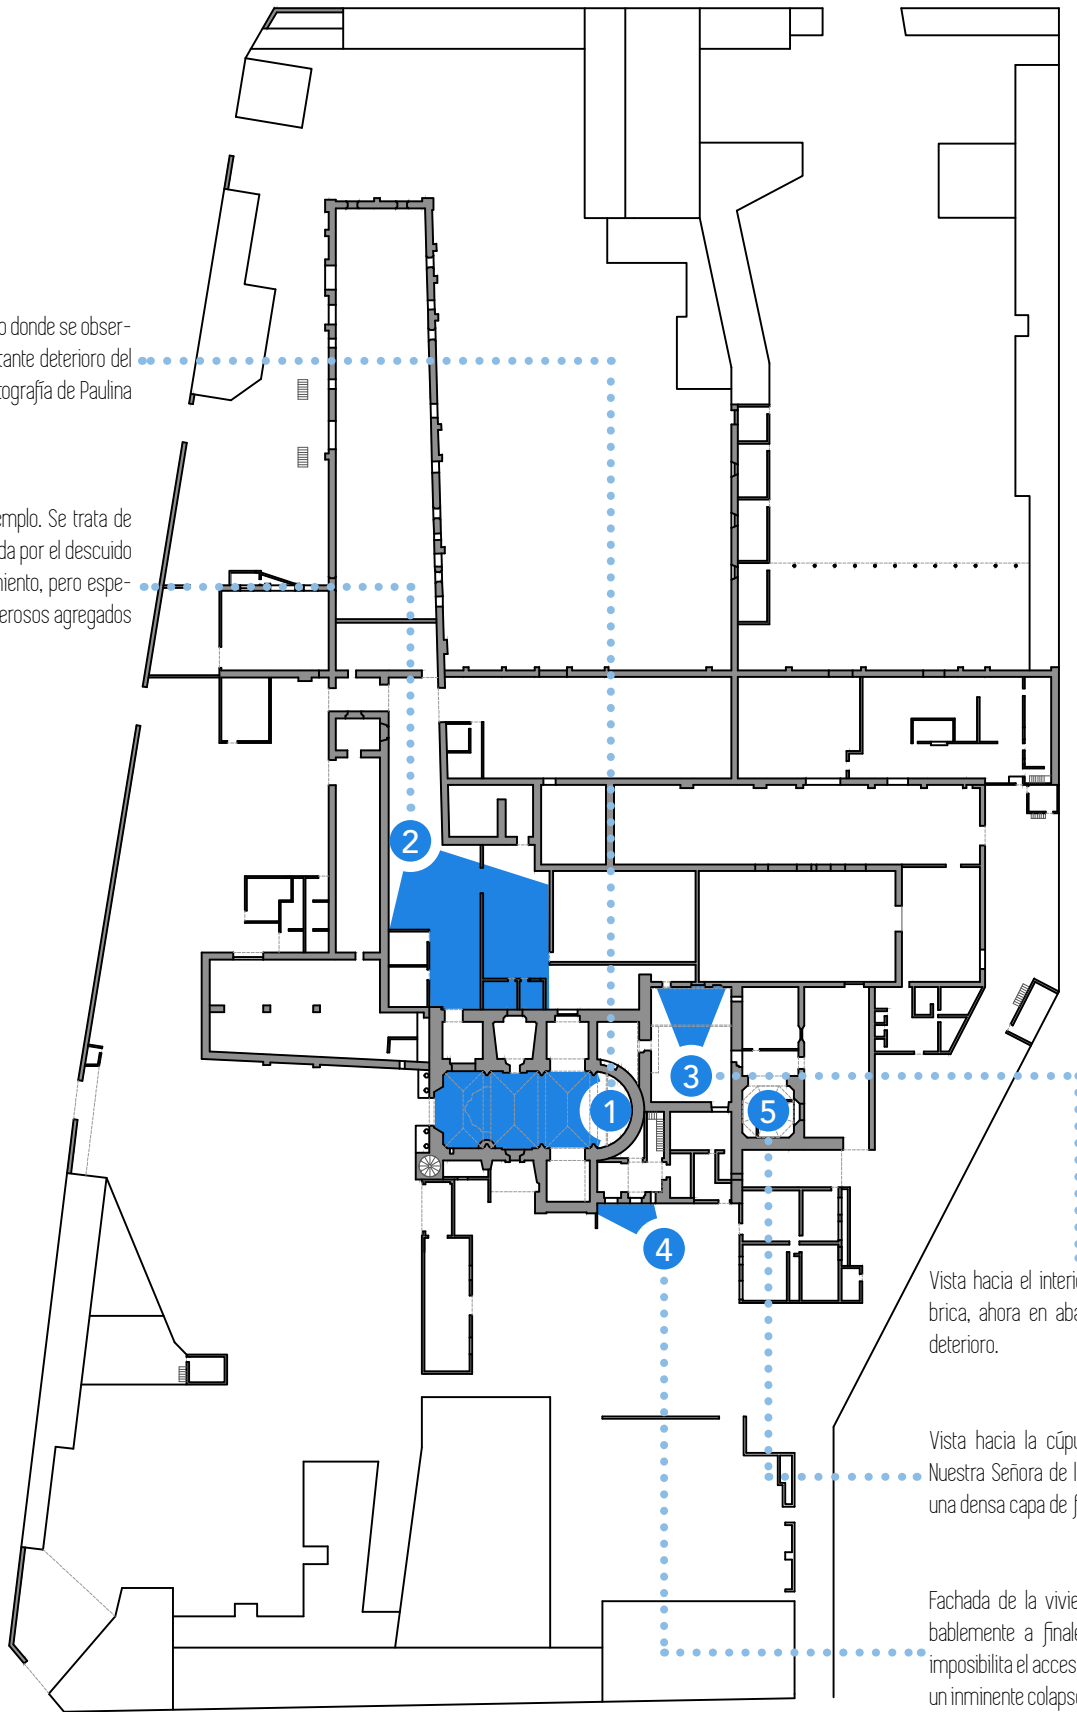 o donde se obser-
tante deterioro del
tografía de Paulina
emplo. Se trata de
da por el descuido
miento, pero espe-
erosos agregados
2
3
1
5
4
Vista hacia el interi
brica, ahora en aba
deterioro.
Vista hacia la cúpu
Nuestra Señora de l
una densa capa de f
Fachada de la vivie
bablemente a finale
imposibilita el acces
un inminente colaps